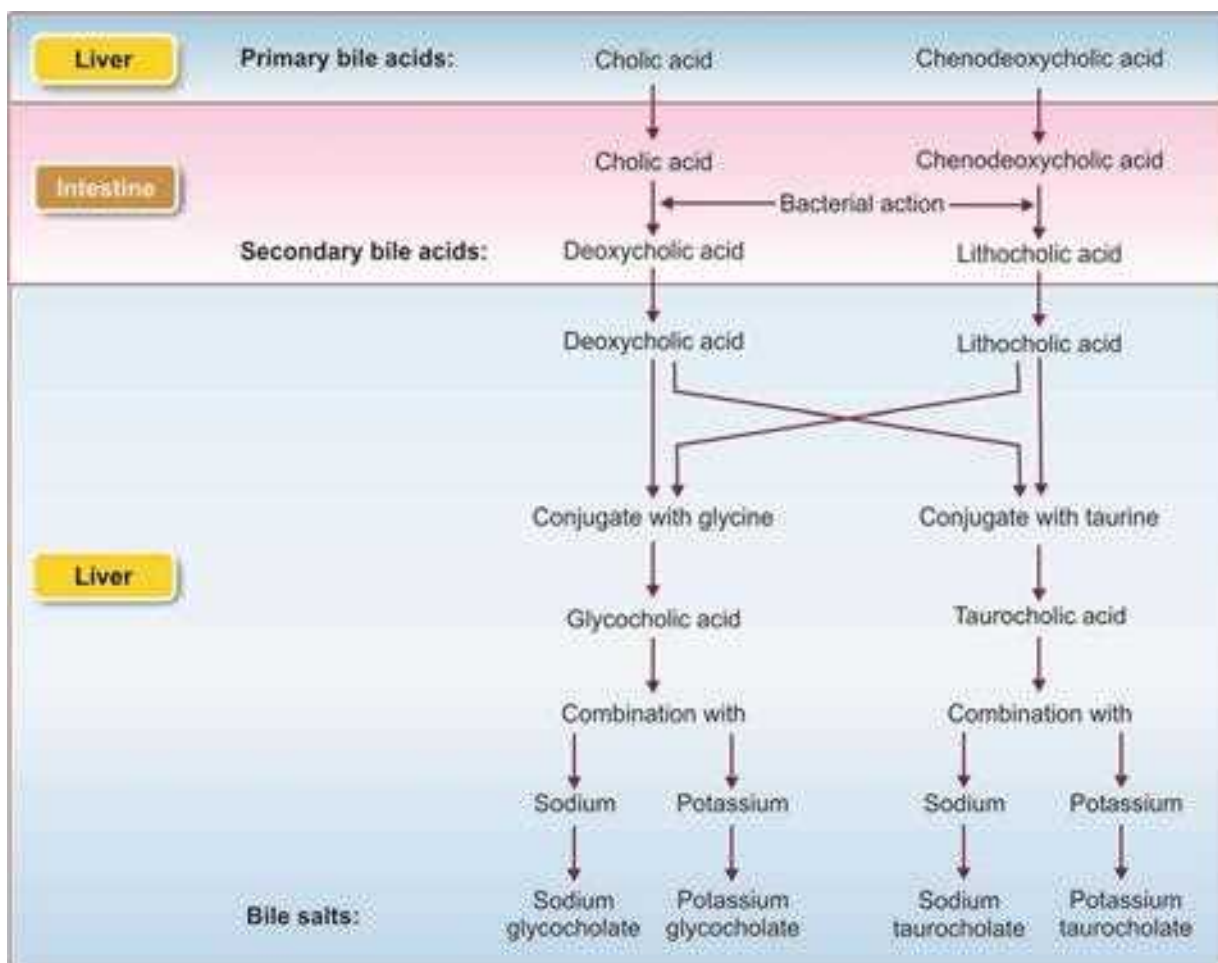 Liver
Primary bile acids:
Cholic acid
Chenodeoxycholic acid
Intestine
Cholic acid
Chenodeoxycholic acid
Bacterial action
Secondary bile acids:
Deoxycholic acid
Lithocholic acid
Deoxycholic acid
Lithocholic acid
Conjugate with glycine
Conjugate with taurine
Liver
Glycocholic acid
Taurocholic acid
Combination with
Combination with
Sodium
Potassium
Sodium
Potassium
Bile salts:
Sodium
glycocholate
Potassium
glycocholate
Sodium
taurocholate
Potassium
taurocholate